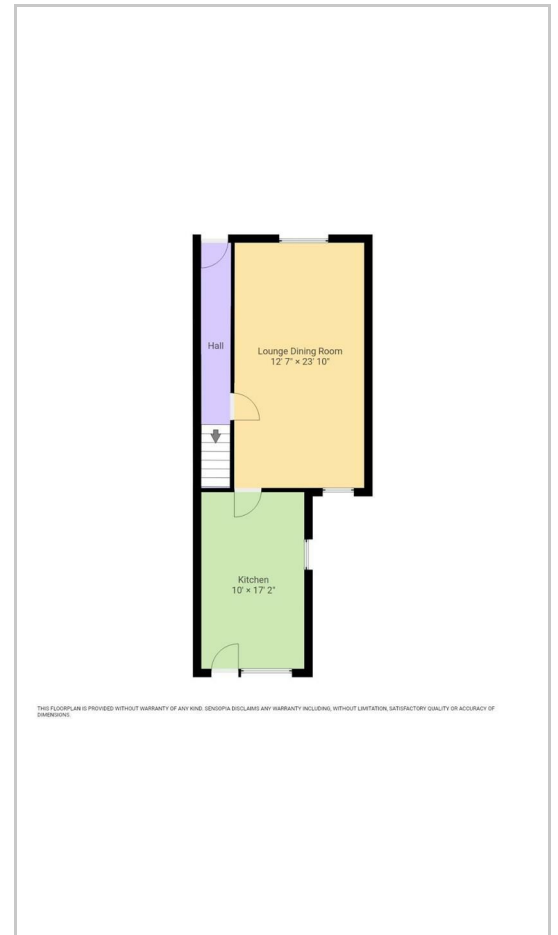 Hall
Lounge Dining Room
12' 7" × 23' 10"
Kitchen
10' × 17' 2"
THIS FLOORPLAN IS PROVIDED WITHOUT WARRANTY OF ANY KIND. SENSOPIA DISCLAIMS ANY WARRANTY INCLUDING, WITHOUT LIMITATION, SATISFACTORY QUALITY OR ACCURACY OF
DIMENSIONS.